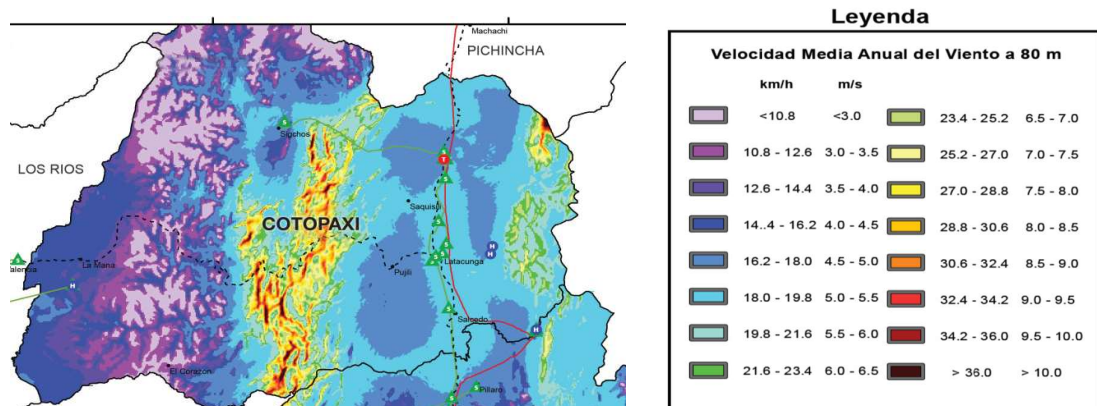 Machachi
PICHINCHA
LOS RIOS
Sigchos
T
S
Saquisili
COTOPAXI
H
Latacunga
Pujili
La Mana
H
Salcedo
H
El Corazon
Pillaro
Leyenda
Velocidad Media Anual del Viento a 80 m
km/h m/s
<10.8 <3.0 23.4 - 25.2 6.5 - 7.0
10.8 - 12.6 3.0 - 3.5 25.2 - 27.0 7.0 - 7.5
12.6 - 14.4 3.5 - 4.0 27.0 - 28.8 7.5 - 8.0
14..4 - 16.2 4.0 - 4.5 28.8 - 30.6 8.0 - 8.5
16.2 - 18.0 4.5 - 5.0 30.6 - 32.4 8.5 - 9.0
18.0 - 19.8 5.0 - 5.5 32.4 - 34.2 9.0 - 9.5
19.8 - 21.6 5.5 - 6.0 34.2 - 36.0 9.5 - 10.0
21.6 - 23.4 6.0 - 6.5 > 36.0 > 10.0